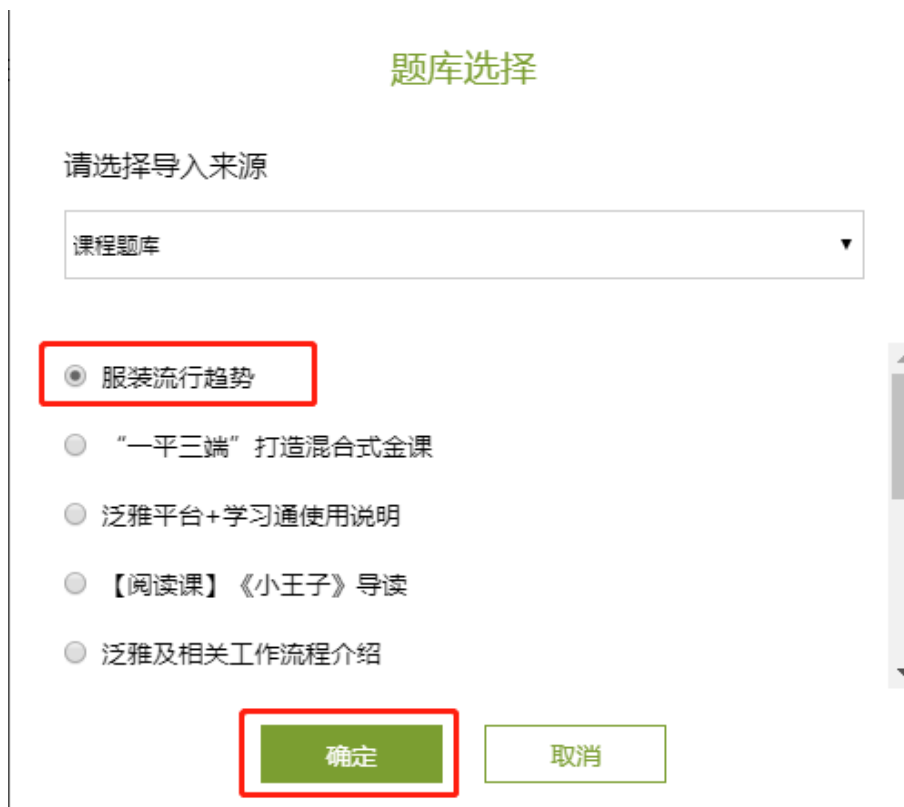 题库选择
请选择导入来源
课程题库
服装流行趋势
“一平三端”打造混合式金课
泛雅平台+学习通使用说明
【阅读课】《小王子》导读
泛雅及相关工作流程介绍
确定
取消